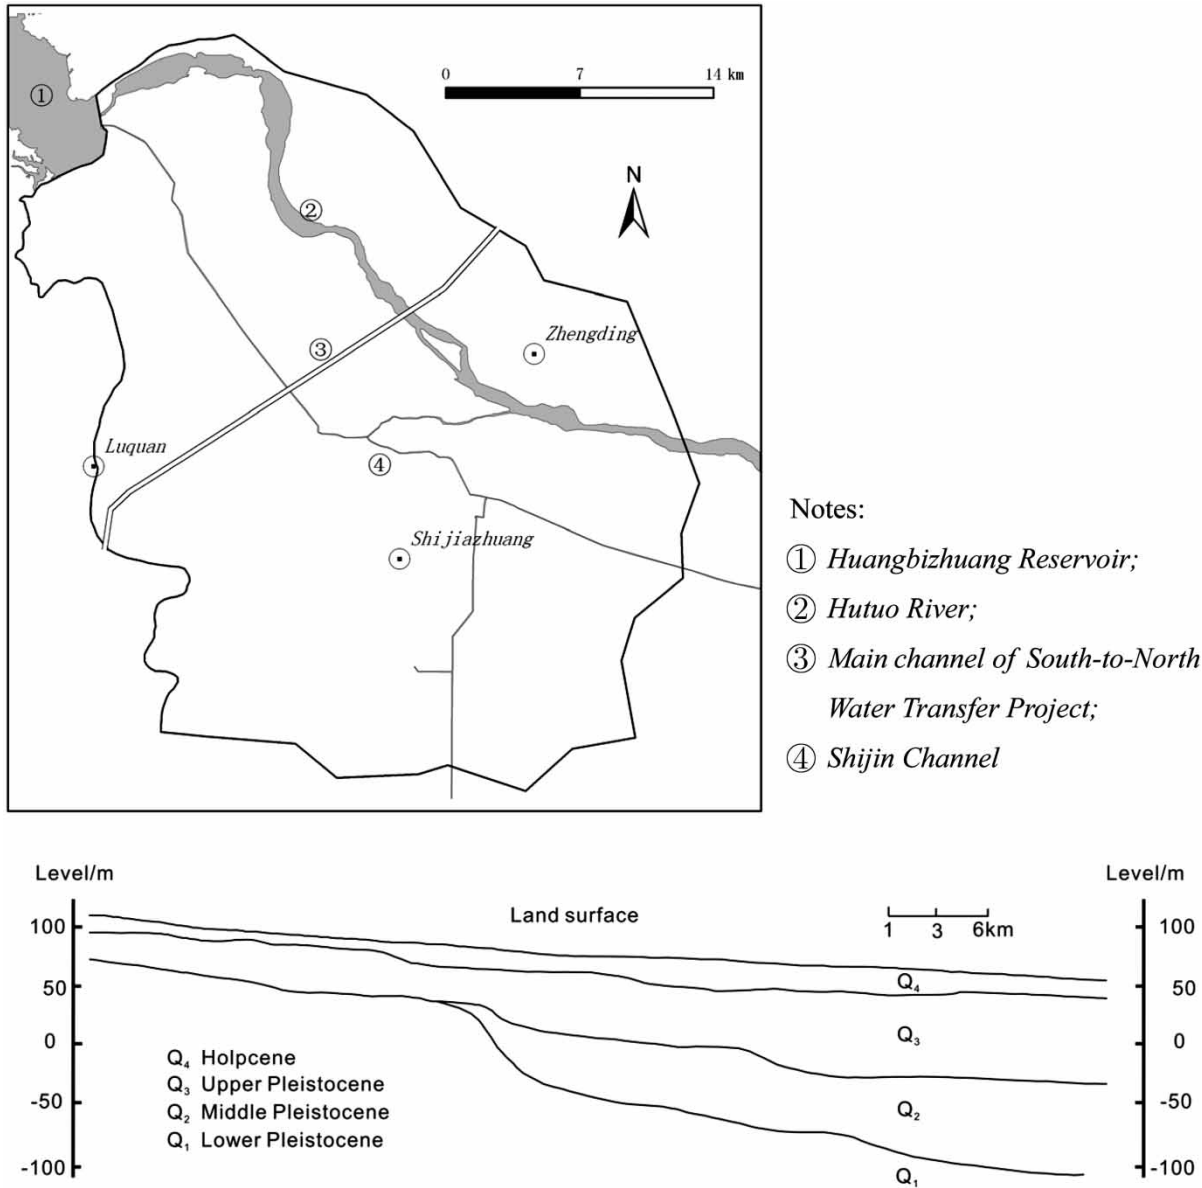 0 7 14 km
①
N
②
Zhengding
③
Luquan
④
Shijiazhuang
Notes:
① Huangbizhuang Reservoir;
② Hutuo River;
③ Main channel of South-to-North
Water Transfer Project;
④ Shijin Channel
Level/m Level/m
Land surface
100 1 3 6km 100
Q₄
50 50
Q₃
0 0
Q₄ Holpcene
Q₃ Upper Pleistocene
-50 -50
Q₂ Middle Pleistocene Q₂
Q₁ Lower Pleistocene
-100 -100
Q₁